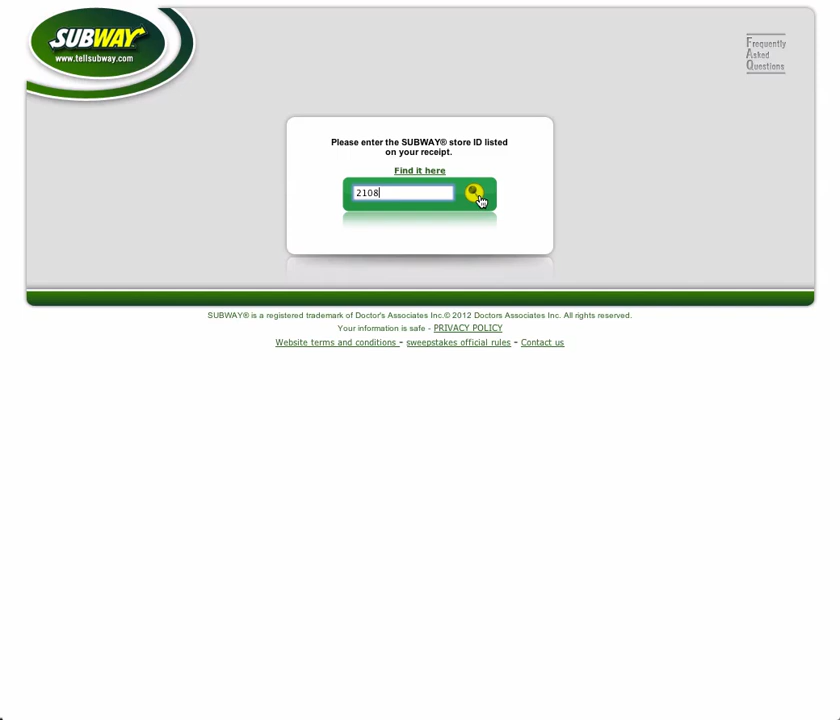 SUBWAY
www.tellsubway.com
Frequently
Asked
Questions
Please enter the SUBWAY® store ID listed
on your receipt.
Find it here
2108
SUBWAY® is a registered trademark of Doctor's Associates Inc.© 2012 Doctors Associates Inc. All rights reserved.
Your information is safe - PRIVACY POLICY
Website terms and conditions - sweepstakes official rules - Contact us